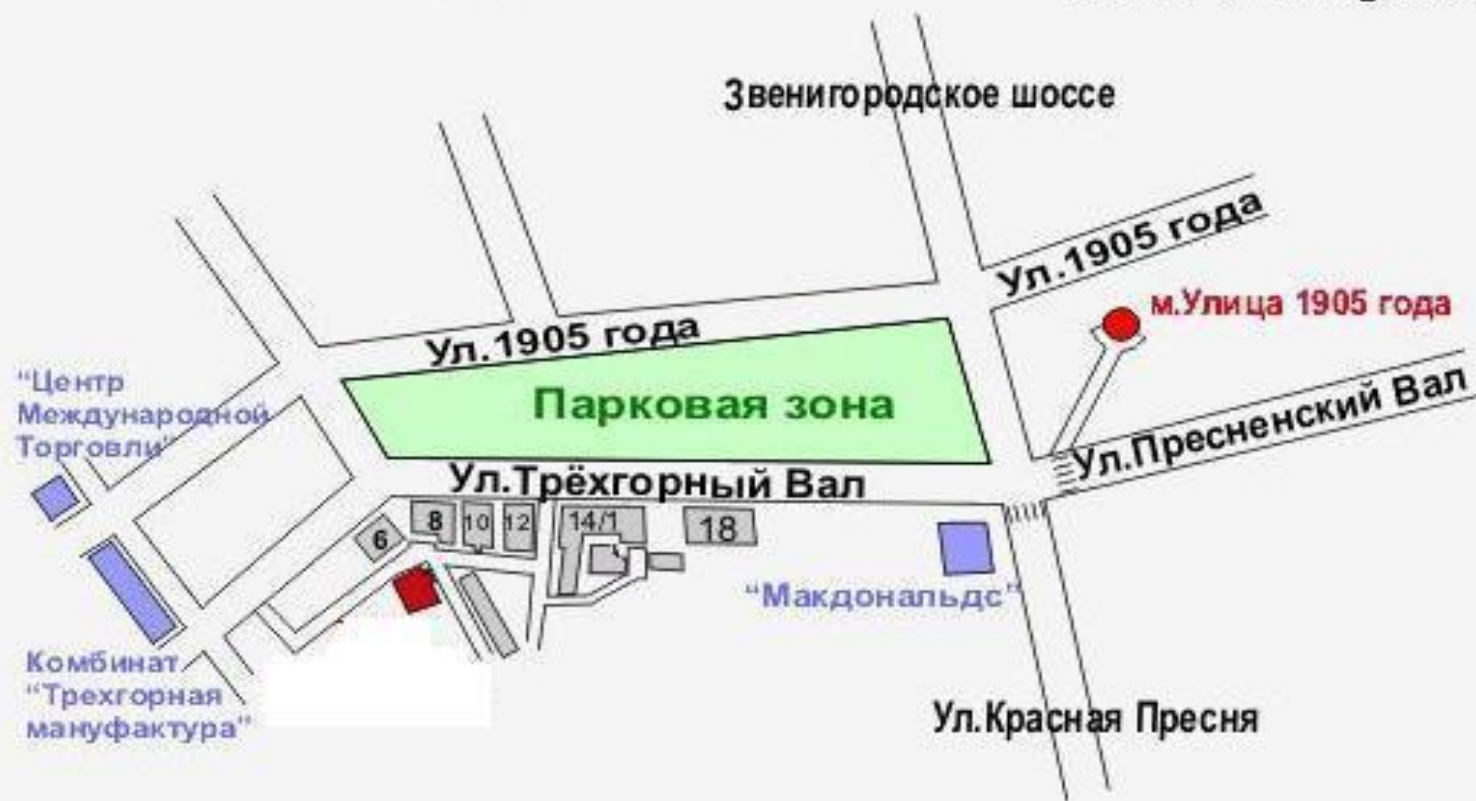 Звенигородское шоссе
Ул.1905 года
м.Улица 1905 года
Ул.1905 года
"Центр
Международной
Торговли"
Парковая зона
Ул.Пресненский Вал
Ул.Трёхгорный Вал
6
8
10
12
14/1
18
"Макдональдс"
Комбинат
"Трехгорная
мануфактура"
Ул.Красная Пресня